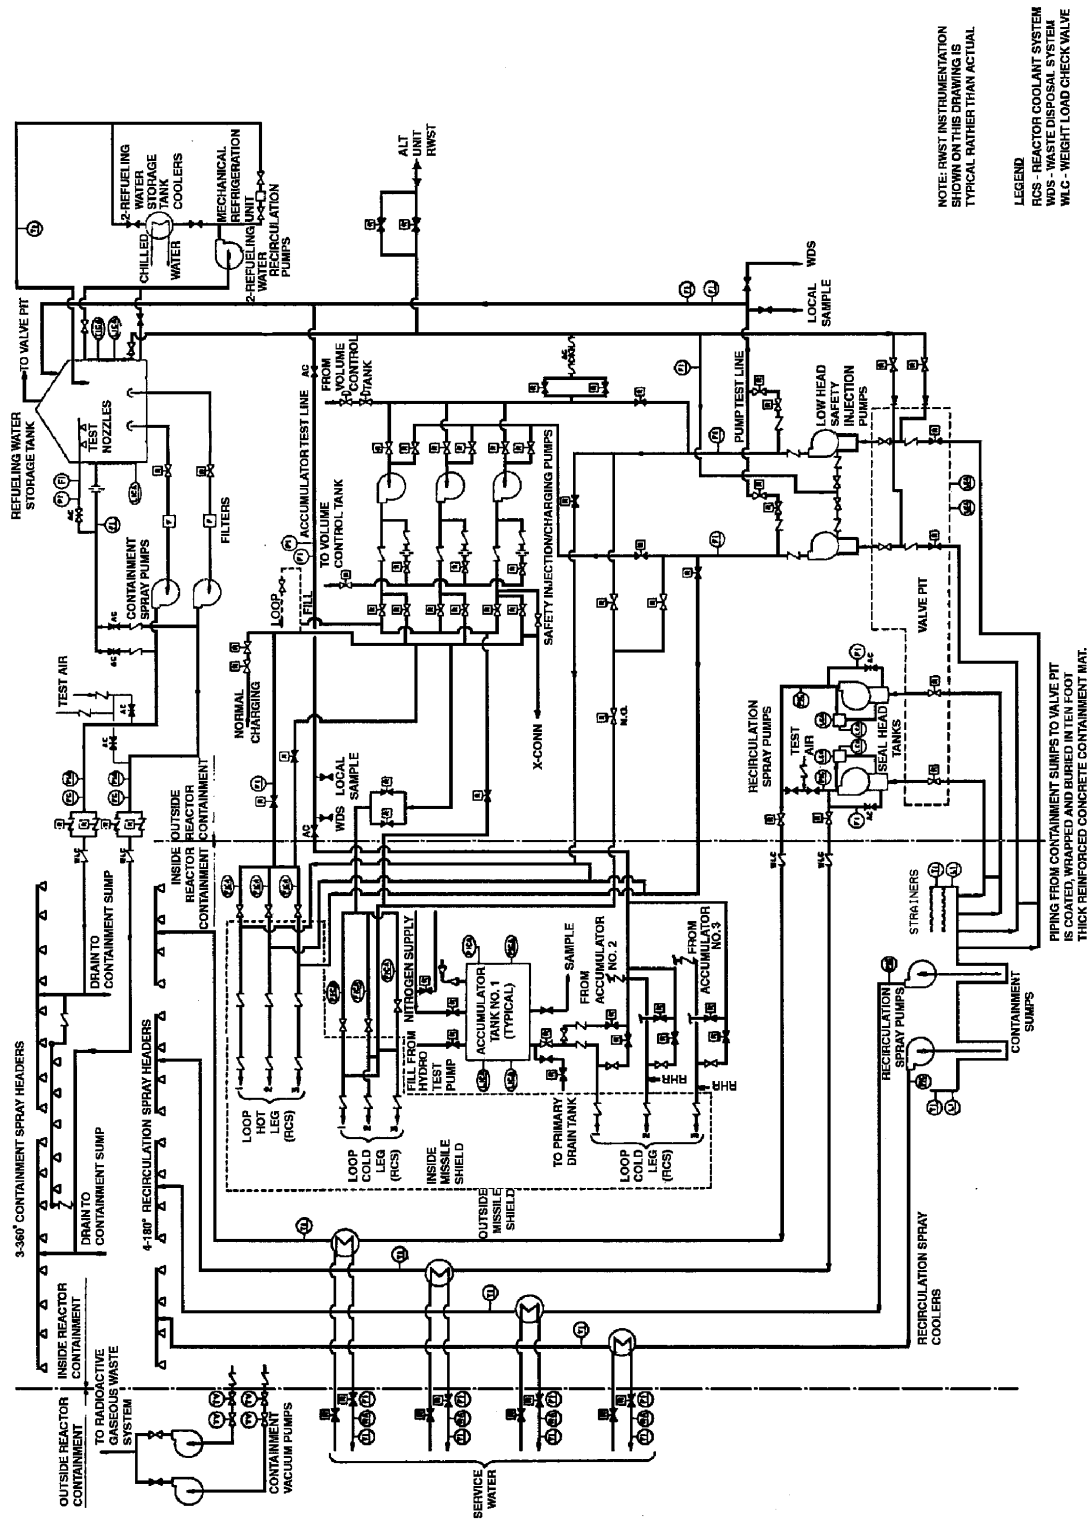 REFUELING WATER
STORAGE TANK
TO VALVE PIT
TEST
NOZZLES
2-REFUELING
WATER
STORAGE
TANK
COOLERS
CHILLED
WATER
MECHANICAL
REFRIGERATION
UNIT
2-REFUELING
WATER
RECIRCULATION
PUMPS
ALT
UNIT
RWST
NOTE: RWST INSTRUMENTATION
SHOWN ON THIS DRAWING IS
TYPICAL RATHER THAN ACTUAL
LEGEND
RCS - REACTOR COOLANT SYSTEM
WDS - WASTE DISPOSAL SYSTEM
WLC - WEIGHT LOAD CHECK VALVE
CONTAINMENT
SPRAY PUMPS
FILTERS
TEST AIR
ACCUMULATOR TEST LINE
FROM
VOLUME
CONTROL
TANK
TO VOLUME
CONTROL TANK
LOOP
FILL
NORMAL
CHARGING
SAFETY INJECTION/CHARGING PUMPS
X-CONN
WDS
LOCAL
SAMPLE
PUMP TEST LINE
LOW HEAD
SAFETY
INJECTION
PUMPS
WDS
LOCAL
SAMPLE
VALVE PIT
RECIRCULATION
SPRAY PUMPS
TEST
AIR
SEAL HEAD
TANKS
OUTSIDE
REACTOR
CONTAINMENT
INSIDE
REACTOR
CONTAINMENT
3-360° CONTAINMENT SPRAY HEADERS
DRAIN TO
CONTAINMENT SUMP
DRAIN TO
CONTAINMENT SUMP
4-180° RECIRCULATION SPRAY HEADERS
LOOP
HOT
LEG
(RCS)
1
2
3
LOOP
COLD
LEG
(RCS)
1
2
3
INSIDE
MISSILE
SHIELD
OUTSIDE
MISSILE
SHIELD
NITROGEN SUPPLY
FILL FROM
HYDRO
TEST
PUMP
ACCUMULATOR
TANK NO. 1
(TYPICAL)
SAMPLE
FROM
ACCUMULATOR
NO. 2
FROM
ACCUMULATOR
NO. 3
TO PRIMARY
DRAIN TANK
RHR
RHR
LOOP
COLD
LEG
(RCS)
1
2
3
STRAINERS
RECIRCULATION
SPRAY PUMPS
CONTAINMENT
SUMPS
PIPING FROM CONTAINMENT SUMPS TO VALVE PIT
IS COATED, WRAPPED AND BURIED IN TEN FOOT
THICK REINFORCED CONCRETE CONTAINMENT MAT.
RECIRCULATION SPRAY
COOLERS
INSIDE REACTOR
CONTAINMENT
OUTSIDE REACTOR
CONTAINMENT
TO RADIOACTIVE
GASEOUS WASTE
SYSTEM
CONTAINMENT
VACUUM PUMPS
SERVICE
WATER